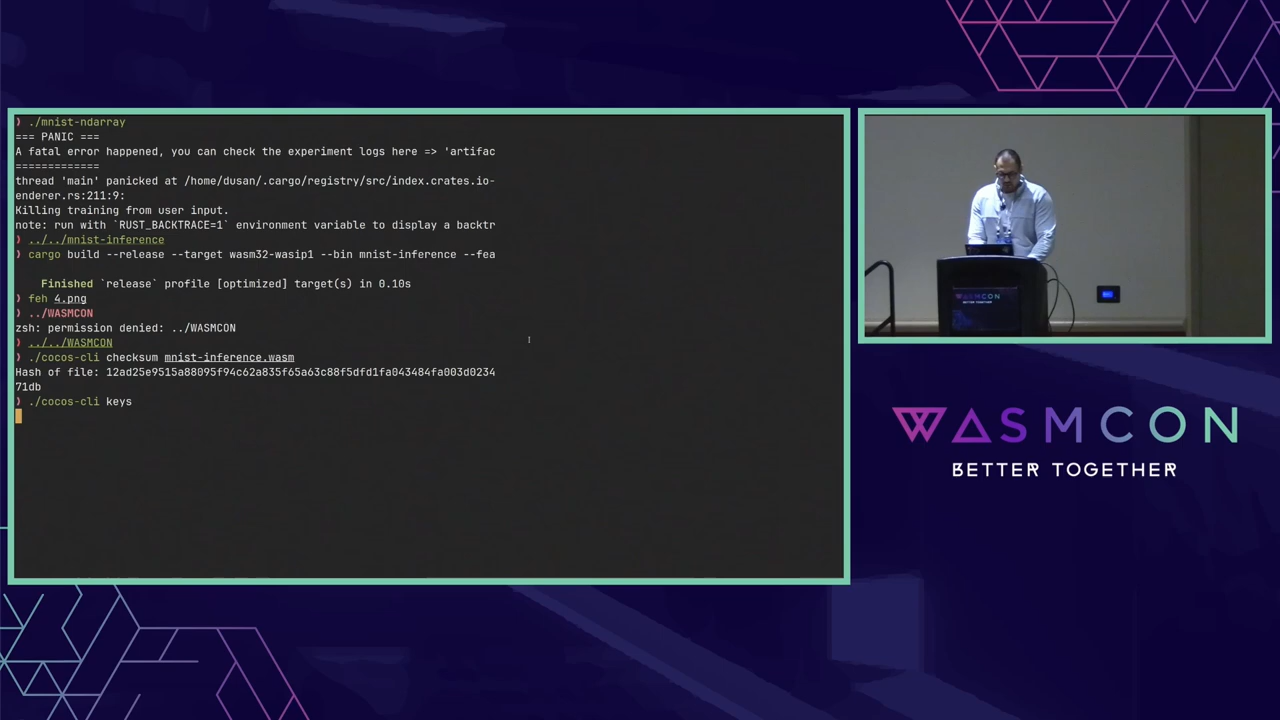 ❯ ./mnist-ndarray
=== PANIC ===
A fatal error happened, you can check the experiment logs here => 'artifac
=============
thread 'main' panicked at /home/dusan/.cargo/registry/src/index.crates.io-
enderer.rs:211:9:
Killing training from user input.
note: run with `RUST_BACKTRACE=1` environment variable to display a backtr
❯ ../../mnist-inference
❯ cargo build --release --target wasm32-wasip1 --bin mnist-inference --fea
Finished `release` profile [optimized] target(s) in 0.10s
❯ feh 4.png
❯ ../WASMCON
zsh: permission denied: ../WASMCON
❯ ../../WASMCON
❯ ./cocos-cli checksum mnist-inference.wasm
Hash of file: 12ad25e9515a88095f94c62a835f65a63c88f5dfd1fa043484fa003d0234
71db
❯ ./cocos-cli keys
WASMCON
BETTER TOGETHER
WASMCON
BETTER TOGETHER